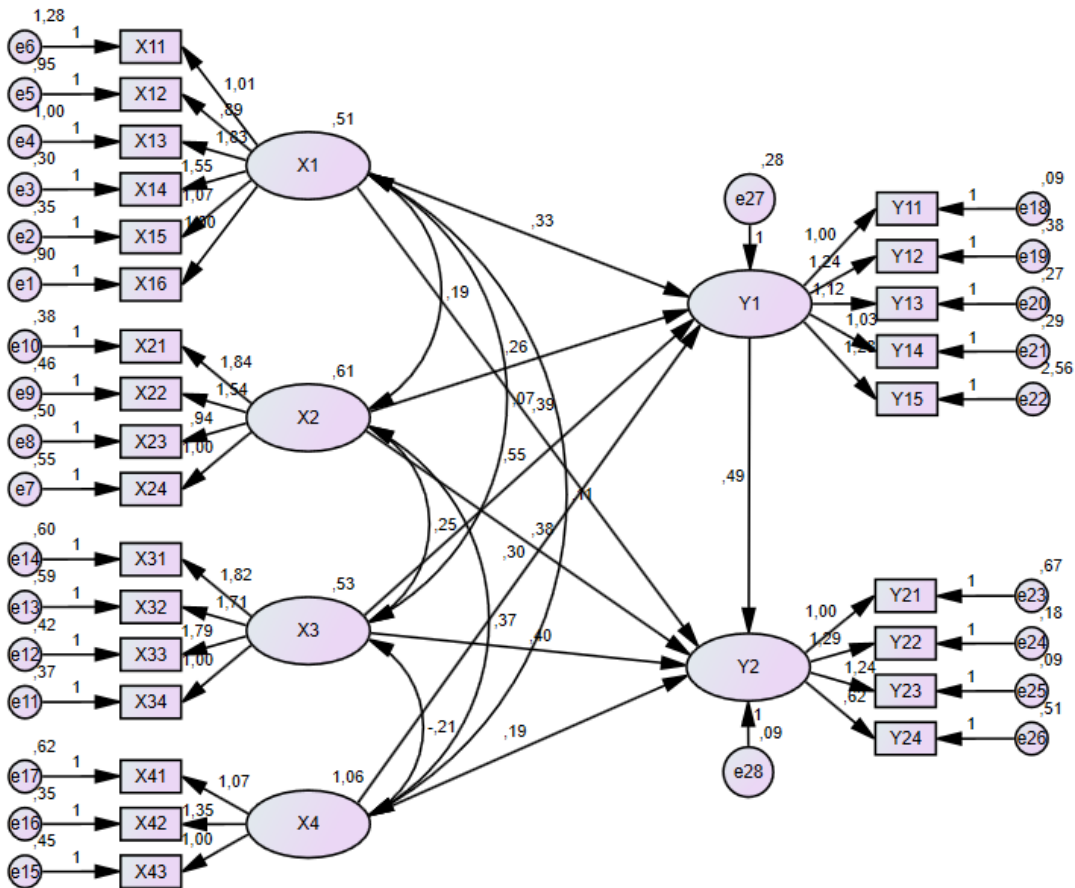 1,28
e6 1 X11
,95
e5 1 X12
1,00
e4 1 X13
,30
e3 1 X14
,35
e2 1 X15
,90
e1 1 X16
1,01
,89
1,83
1,55
1,07
,51
X1
,38
e10 1 X21
,46
e9 1 X22
,50
e8 1 X23
,55
e7 1 X24
1,84
1,54
,94
1,00
,61
X2
,60
e14 1 X31
,59
e13 1 X32
,42
e12 1 X33
,37
e11 1 X34
1,82
1,71
1,79
1,00
,53
X3
,62
e17 1 X41
,35
e16 1 X42
,45
e15 1 X43
1,07
1,35
1,00
1,06
X4
,33
,19
,26
,07
,39
,55
,25
,38
,30
,37
,40
-,21
,19
,49
,28
e27
1
Y1
1,00
1,24
1,12
1,03
Y11 1 e18 ,09
Y12 1 e19 ,38
Y13 1 e20 ,27
Y14 1 e21 ,29
Y15 1 e22 2,56
Y2
1
,09
e28
1,00
1,29
1,24
,62
Y21 1 e23 ,67
Y22 1 e24 ,18
Y23 1 e25 ,09
Y24 1 e26 ,51